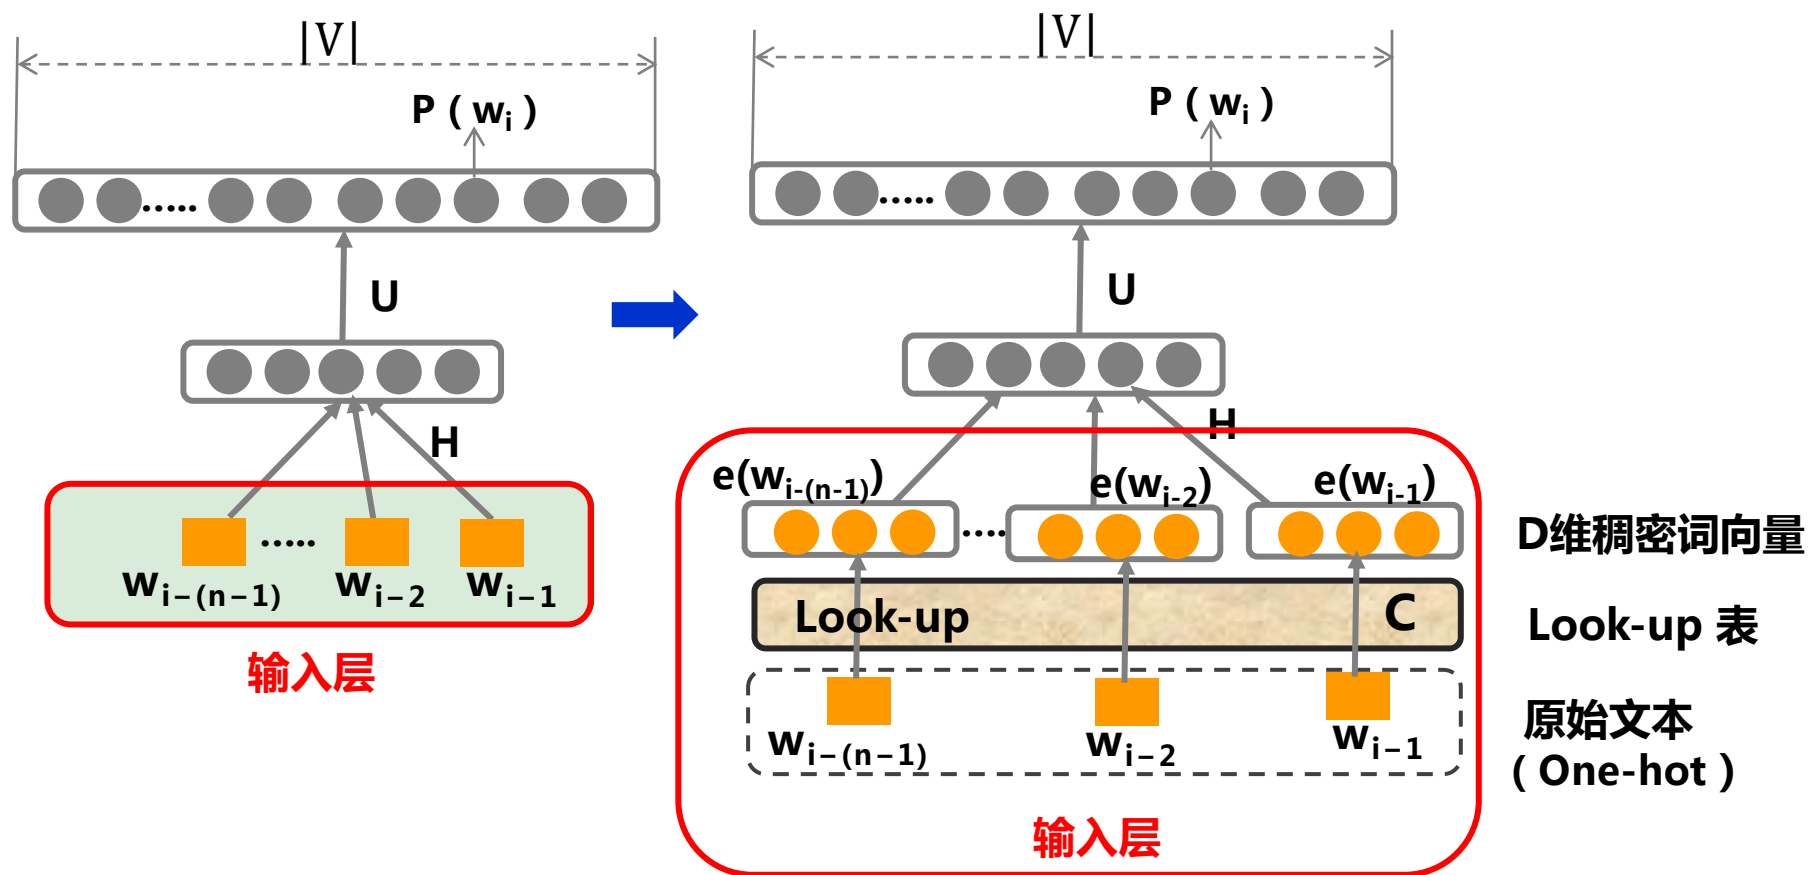 |V|
P ( wi )
.....
U
H
.....
wi-(n-1) wi-2 wi-1
输入层
|V|
P ( wi )
.....
U
H
e(wi-(n-1)) e(wi-2) e(wi-1)
....
D维稠密词向量
Look-up C
Look-up 表
wi-(n-1) wi-2 wi-1
原始文本
( One-hot )
输入层